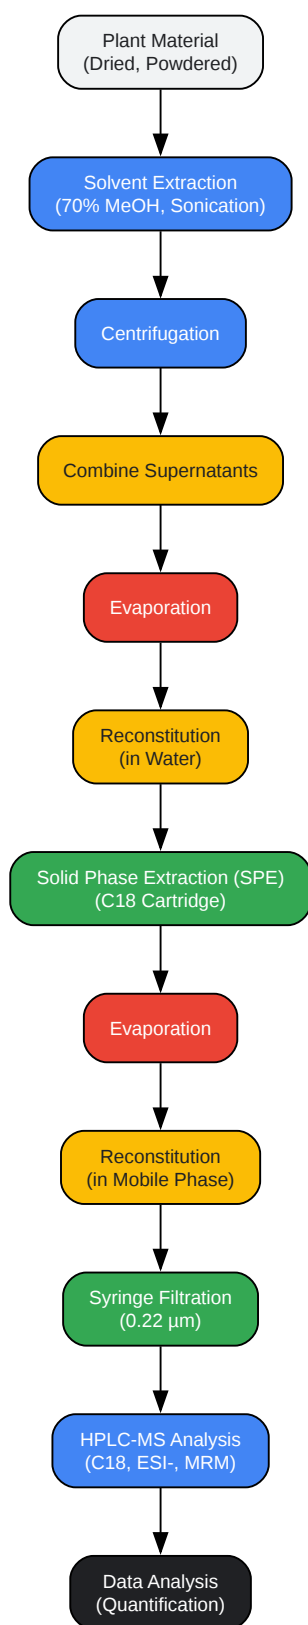 Plant Material
(Dried, Powdered)
Solvent Extraction
(70% MeOH, Sonication)
Centrifugation
Combine Supernatants
Evaporation
Reconstitution
(in Water)
Solid Phase Extraction (SPE)
(C18 Cartridge)
Evaporation
Reconstitution
(in Mobile Phase)
Syringe Filtration
(0.22 µm)
HPLC-MS Analysis
(C18, ESI-, MRM)
Data Analysis
(Quantification)